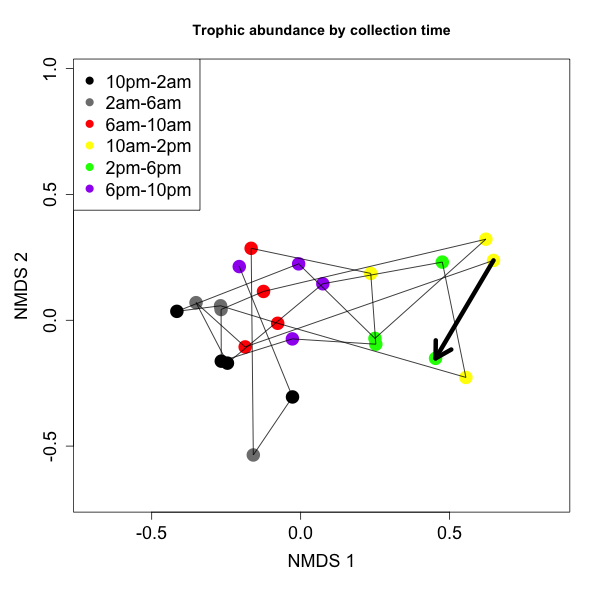 Trophic abundance by collection time
10pm-2am
2am-6am
6am-10am
10am-2pm
2pm-6pm
6pm-10pm
1.0
0.5
0.0
-0.5
NMDS 2
-0.5 0.0 0.5
NMDS 1